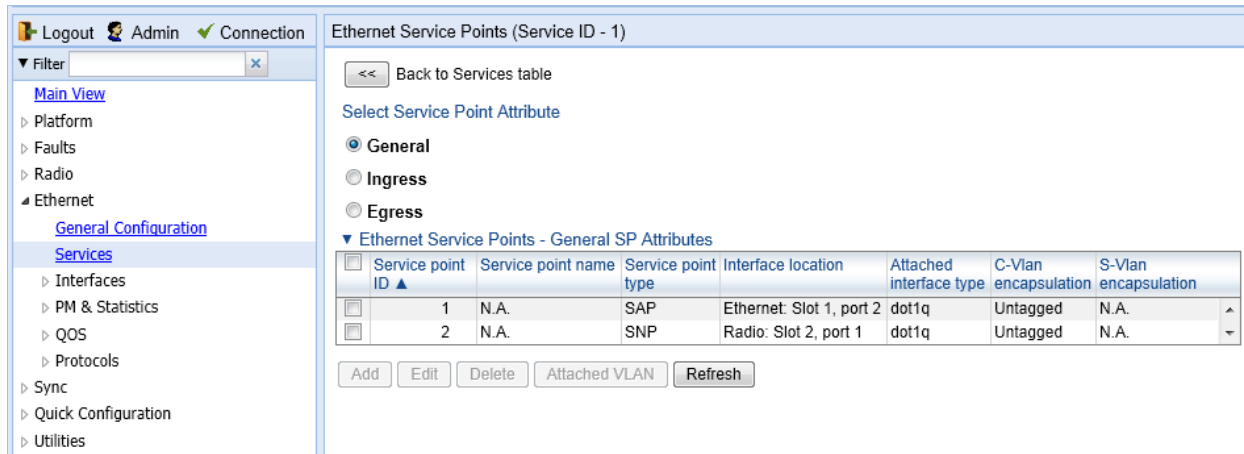 Logout Admin Connection
Filter
Main View
Platform
Faults
Radio
Ethernet
General Configuration
Services
Interfaces
PM & Statistics
QOS
Protocols
Sync
Quick Configuration
Utilities
Ethernet Service Points (Service ID - 1)
<< Back to Services table
Select Service Point Attribute
General
Ingress
Egress
Ethernet Service Points - General SP Attributes
Service point ID ▲ Service point name Service point type Interface location Attached interface type C-Vlan encapsulation S-Vlan encapsulation
1 N.A. SAP Ethernet: Slot 1, port 2 dot1q Untagged N.A.
2 N.A. SNP Radio: Slot 2, port 1 dot1q Untagged N.A.
Add Edit Delete Attached VLAN Refresh